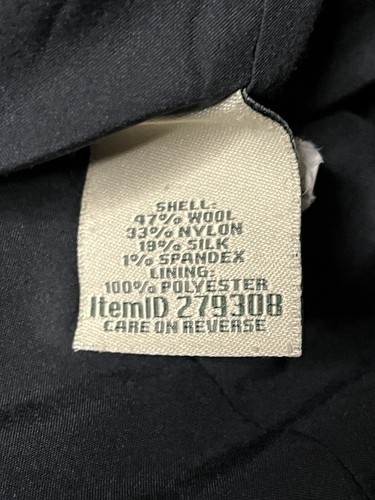 SHELL:
47% WOOL
33% NYLON
19% SILK
1% SPANDEX
LINING:
100% POLYESTER
ItemID 279308
CARE ON REVERSE